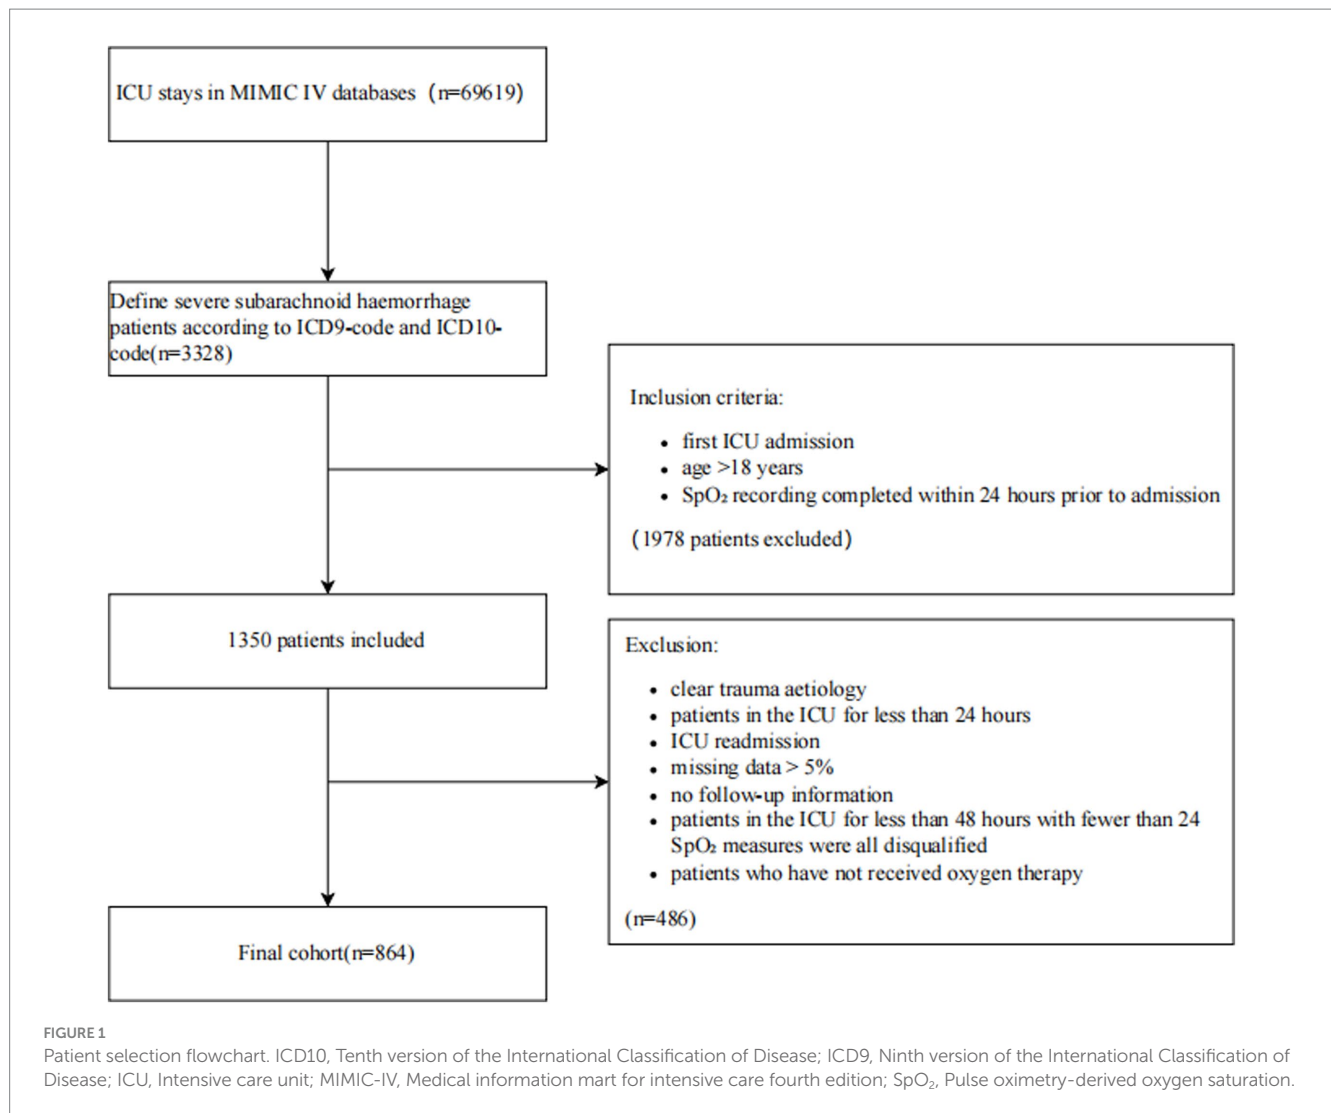 ICU stays in MIMIC IV databases (n=69619)
Define severe subarachnoid haemorrhage
patients according to ICD9-code and ICD10-
code(n=3328)
Inclusion criteria:
• first ICU admission
• age >18 years
• SpO₂ recording completed within 24 hours prior to admission
(1978 patients excluded)
1350 patients included
Exclusion:
• clear trauma aetiology
• patients in the ICU for less than 24 hours
• ICU readmission
• missing data > 5%
• no follow-up information
• patients in the ICU for less than 48 hours with fewer than 24
SpO₂ measures were all disqualified
• patients who have not received oxygen therapy
(n=486)
Final cohort(n=864)
FIGURE 1
Patient selection flowchart. ICD10, Tenth version of the International Classification of Disease; ICD9, Ninth version of the International Classification of
Disease; ICU, Intensive care unit; MIMIC-IV, Medical information mart for intensive care fourth edition; SpO₂, Pulse oximetry-derived oxygen saturation.